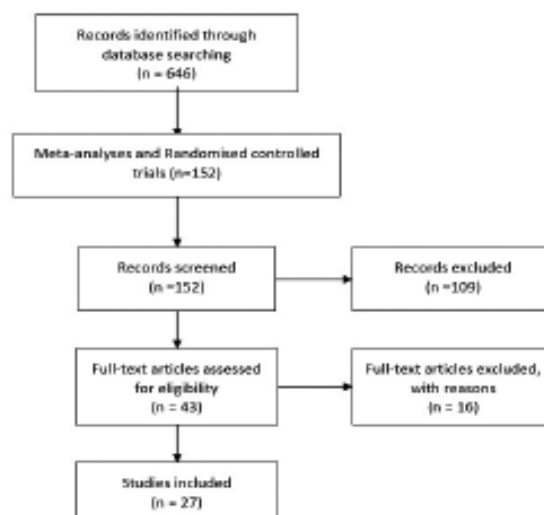 Records identified through
database searching
(n = 646)
Meta-analyses and Randomised controlled
trials (n=152)
Records screened
(n =152)
Records excluded
(n =109)
Full-text articles assessed
for eligibility
(n = 43)
Full-text articles excluded,
with reasons
(n = 16)
Studies included
(n = 27)